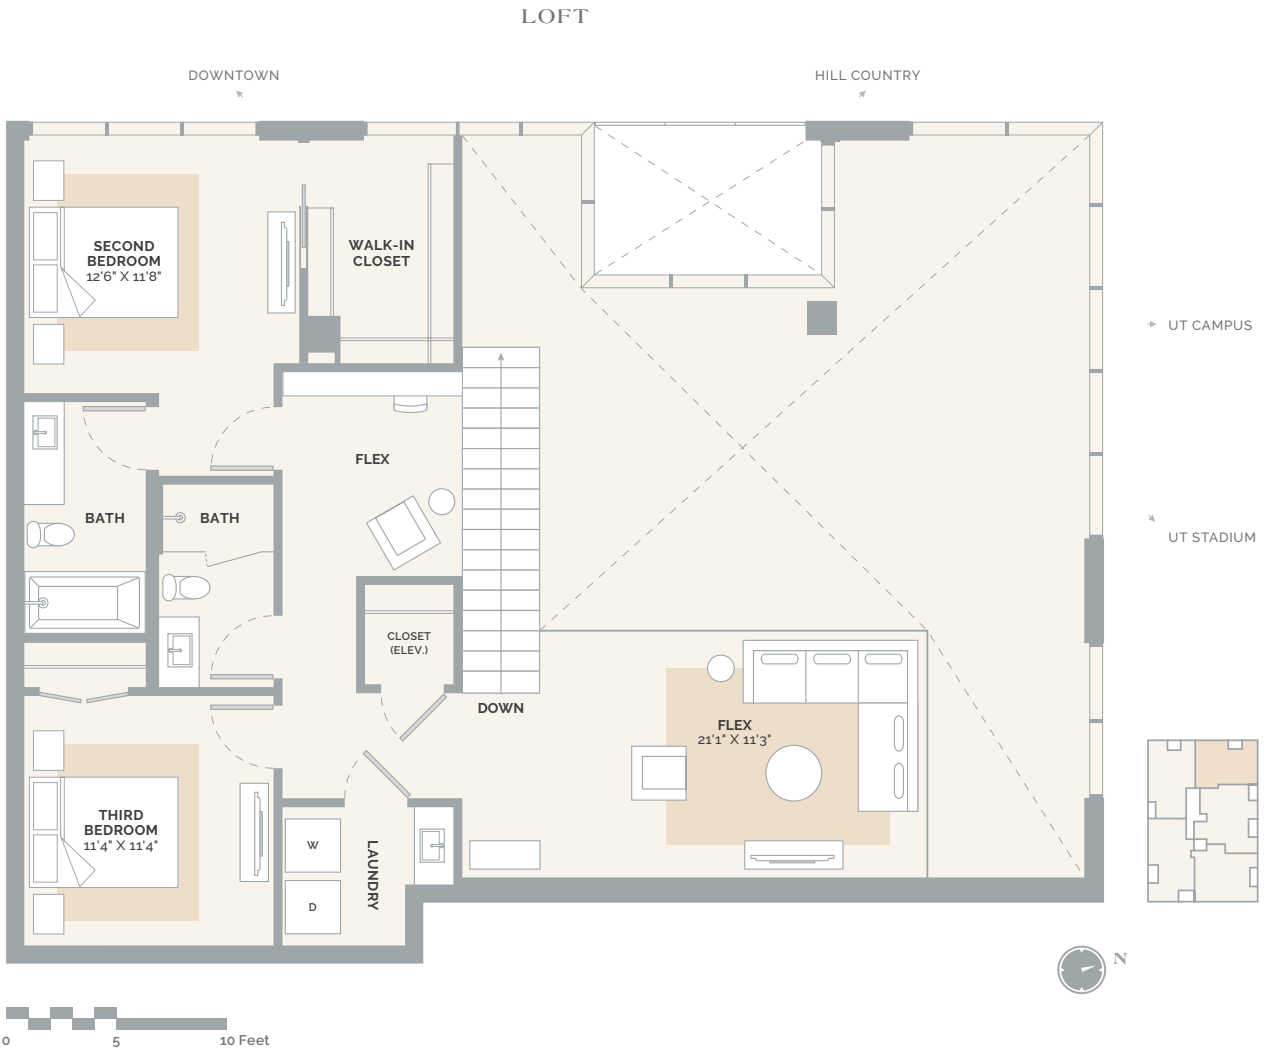 LOFT
DOWNTOWN
HILL COUNTRY
SECOND
BEDROOM
12'6" X 11'8"
WALK-IN
CLOSET
UT CAMPUS
FLEX
BATH
BATH
UT STADIUM
CLOSET
(ELEV.)
DOWN
FLEX
21'1" X 11'3"
THIRD
BEDROOM
11'4" X 11'4"
W
D
LAUNDRY
N
0
5
10 Feet